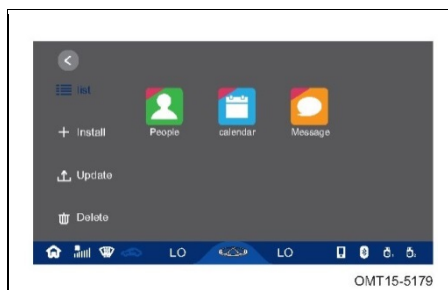 list
People calendar Message
Install
Update
Delete
LO LO
OMT15-5179